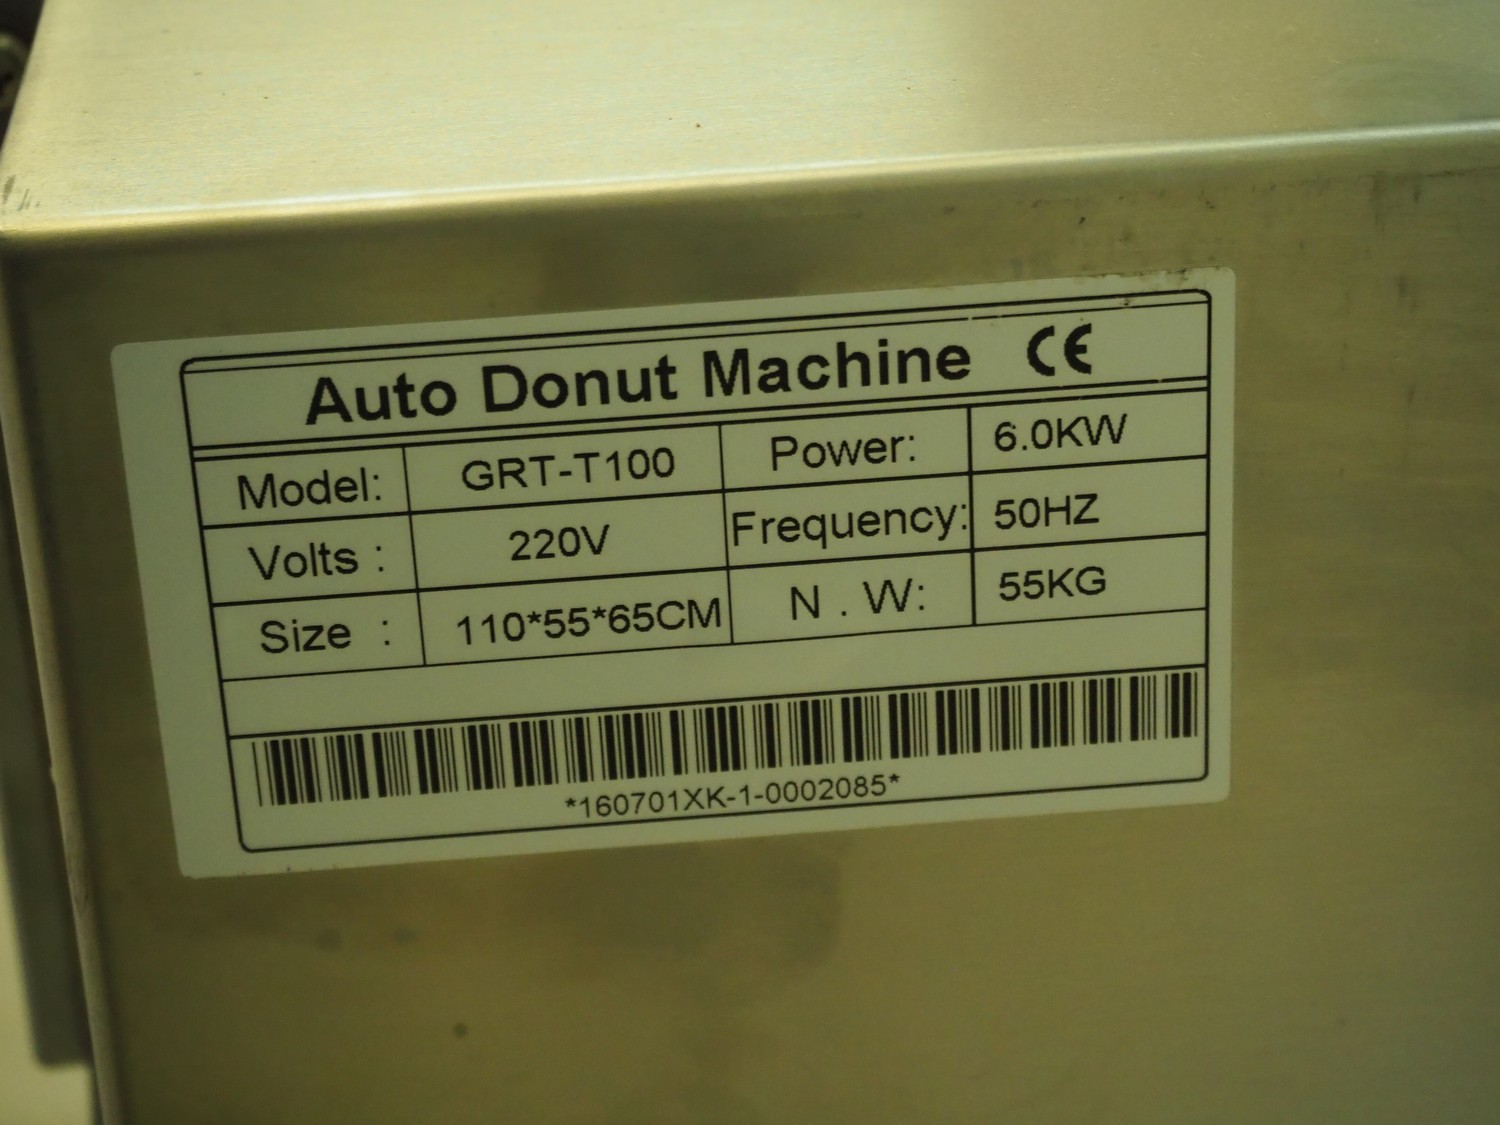 Auto Donut Machine CE
Model: GRT-T100 Power: 6.0KW
Volts : 220V Frequency: 50HZ
Size : 110*55*65CM N . W: 55KG
*160701XK-1-0002085*